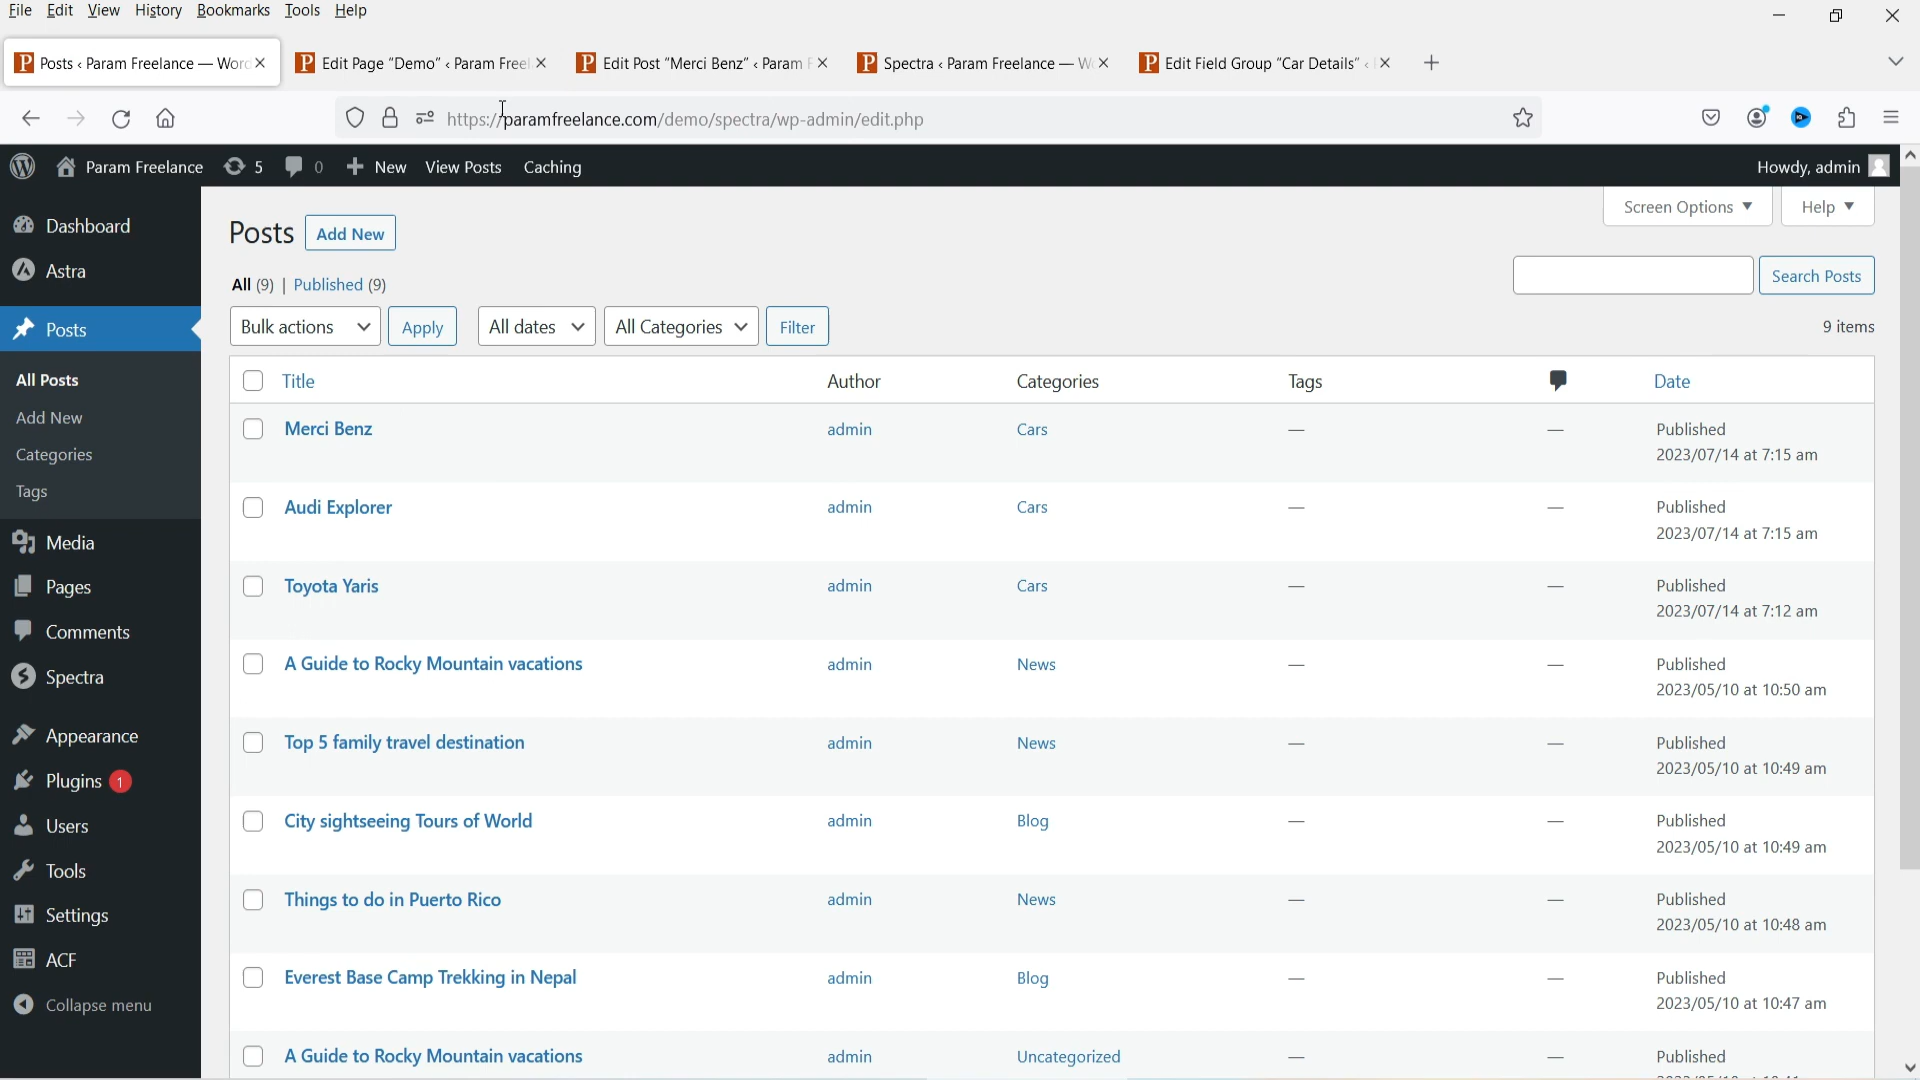 File Edit View History Bookmarks Tools Help
Posts ‹ Param Freelance — Word
Edit Page "Demo" ‹ Param Freel
Edit Post "Merci Benz" ‹ Param F
Spectra ‹ Param Freelance — W
Edit Field Group "Car Details" ‹
https://paramfreelance.com/demo/spectra/wp-admin/edit.php
Param Freelance 5 0 New View Posts Caching Howdy, admin
Dashboard
Astra
Posts
All Posts
Add New
Categories
Tags
Media
Pages
Comments
Spectra
Appearance
Plugins 1
Users
Tools
Settings
ACF
Collapse menu
Posts Add New Screen Options Help
All (9) | Published (9) Search Posts
Bulk actions Apply All dates All Categories Filter 9 items
Title Author Categories Tags Date
Merci Benz admin Cars — — Published
2023/07/14 at 7:15 am
Audi Explorer admin Cars — — Published
2023/07/14 at 7:15 am
Toyota Yaris admin Cars — — Published
2023/07/14 at 7:12 am
A Guide to Rocky Mountain vacations admin News — — Published
2023/05/10 at 10:50 am
Top 5 family travel destination admin News — — Published
2023/05/10 at 10:49 am
City sightseeing Tours of World admin Blog — — Published
2023/05/10 at 10:49 am
Things to do in Puerto Rico admin News — — Published
2023/05/10 at 10:48 am
Everest Base Camp Trekking in Nepal admin Blog — — Published
2023/05/10 at 10:47 am
A Guide to Rocky Mountain vacations admin Uncategorized — — Published